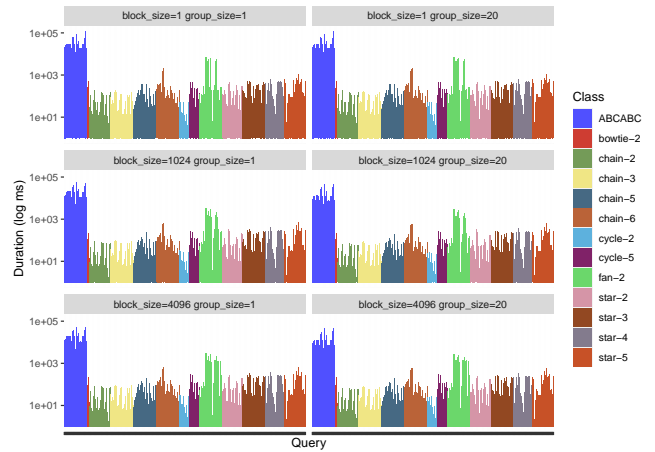 block_size=1 group_size=1
block_size=1 group_size=20
1e+05
1e+03
1e+01
block_size=1024 group_size=1
block_size=1024 group_size=20
1e+05
1e+03
1e+01
block_size=4096 group_size=1
block_size=4096 group_size=20
1e+05
1e+03
1e+01
Duration (log ms)
Query
Class
ABCABC
bowtie−2
chain−2
chain−3
chain−5
chain−6
cycle−2
cycle−5
fan−2
star−2
star−3
star−4
star−5